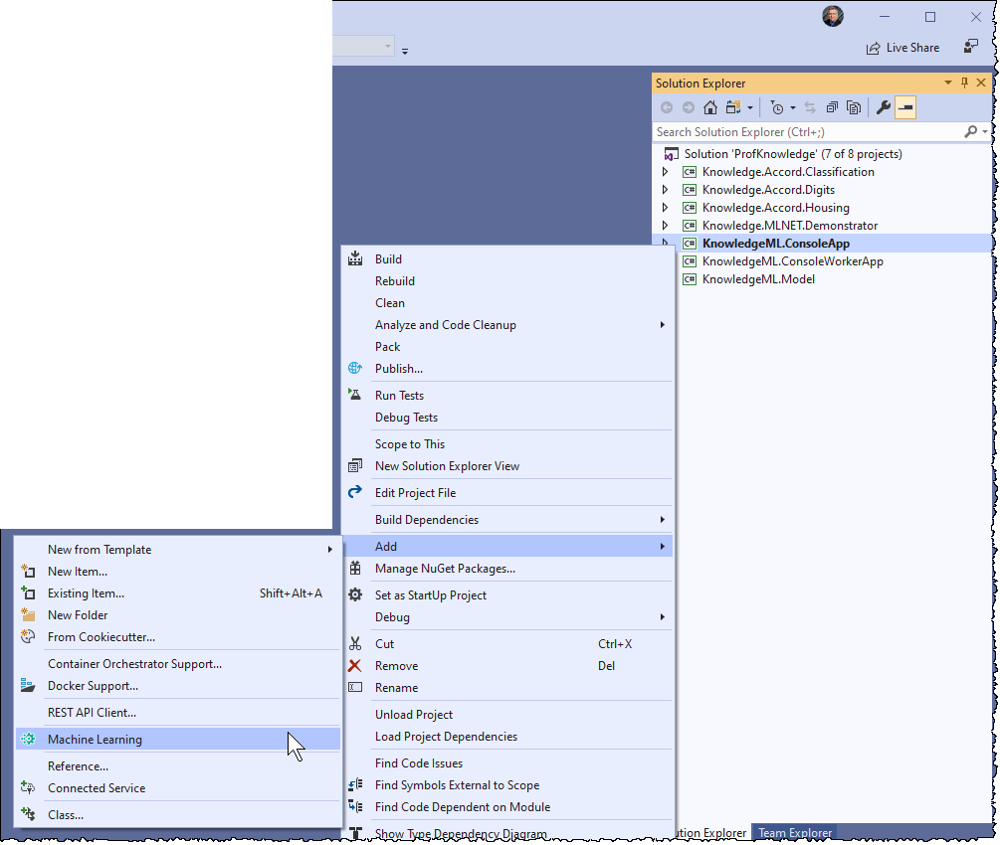 Live Share
Solution Explorer
Search Solution Explorer (Ctrl+;)
Solution 'ProfKnowledge' (7 of 8 projects)
C# Knowledge.Accord.Classification
C# Knowledge.Accord.Digits
C# Knowledge.Accord.Housing
C# Knowledge.MLNET.Demonstrator
C# KnowledgeML.ConsoleApp
C# KnowledgeML.ConsoleWorkerApp
C# KnowledgeML.Model
Build
Rebuild
Clean
Analyze and Code Cleanup
Pack
Publish...
Run Tests
Debug Tests
Scope to This
New Solution Explorer View
Edit Project File
Build Dependencies
Add
Manage NuGet Packages...
Set as StartUp Project
Debug
Cut Ctrl+X
Remove Del
Rename
Unload Project
Load Project Dependencies
Find Code Issues
Find Symbols External to Scope
Find Code Dependent on Module
Show Type Dependency Diagram
New from Template
New Item...
Existing Item... Shift+Alt+A
New Folder
From Cookiecutter...
Container Orchestrator Support...
Docker Support...
REST API Client...
Machine Learning
Reference...
Connected Service
Class...
ution Explorer Team Explorer